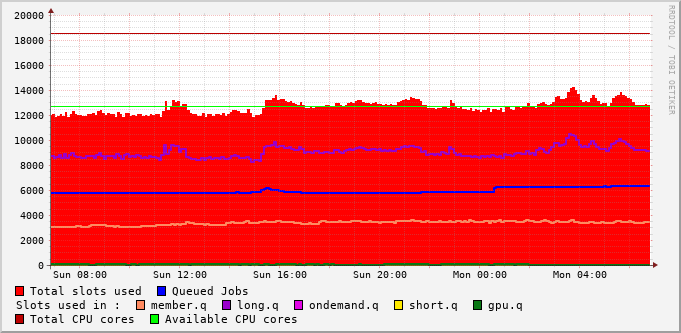 RRDTOOL / TOBI OETIKER
20000
18000
16000
14000
12000
10000
8000
6000
4000
2000
0
Sun 08:00 Sun 12:00 Sun 16:00 Sun 20:00 Mon 00:00 Mon 04:00
Total slots used Queued Jobs
Slots used in : member.q long.q ondemand.q short.q gpu.q
Total CPU cores Available CPU cores